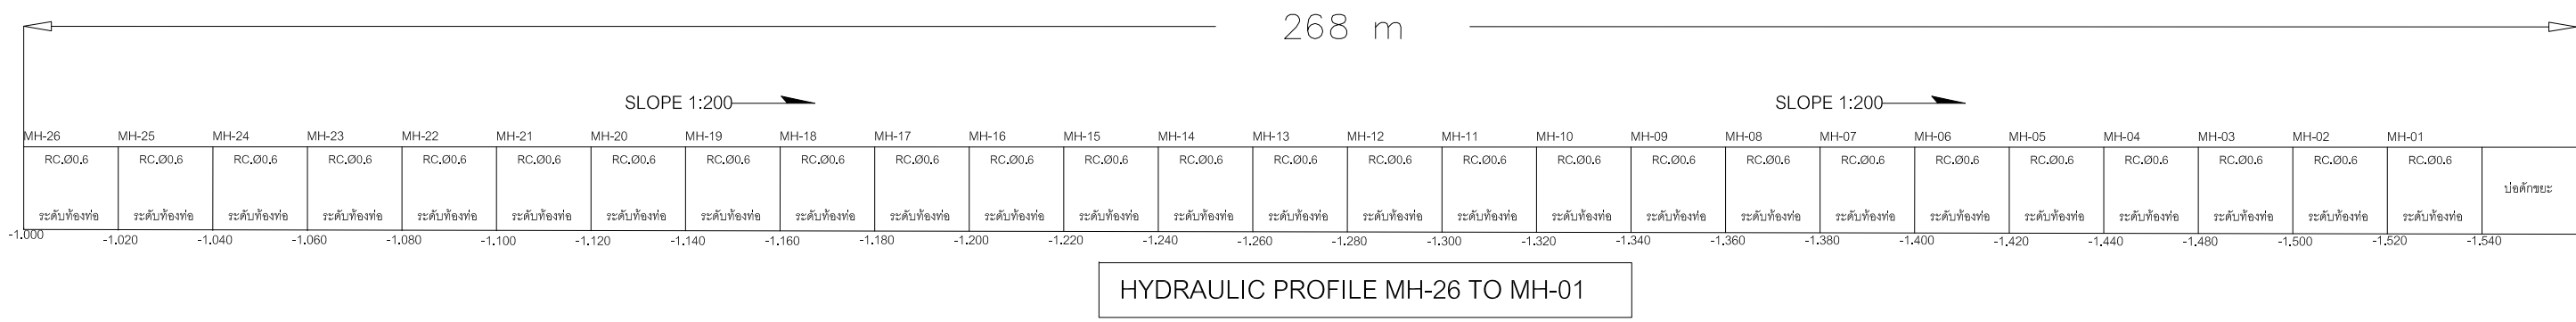 268 m
SLOPE 1:200 SLOPE 1:200
MH-26 MH-25 MH-24 MH-23 MH-22 MH-21 MH-20 MH-19 MH-18 MH-17 MH-16 MH-15 MH-14 MH-13 MH-12 MH-11 MH-10 MH-09 MH-08 MH-07 MH-06 MH-05 MH-04 MH-03 MH-02 MH-01
RC.Ø0.6 RC.Ø0.6 RC.Ø0.6 RC.Ø0.6 RC.Ø0.6 RC.Ø0.6 RC.Ø0.6 RC.Ø0.6 RC.Ø0.6 RC.Ø0.6 RC.Ø0.6 RC.Ø0.6 RC.Ø0.6 RC.Ø0.6 RC.Ø0.6 RC.Ø0.6 RC.Ø0.6 RC.Ø0.6 RC.Ø0.6 RC.Ø0.6 RC.Ø0.6 RC.Ø0.6 RC.Ø0.6 RC.Ø0.6 RC.Ø0.6 RC.Ø0.6
บ่อดักขยะ
ระดับท้องท่อ ระดับท้องท่อ ระดับท้องท่อ ระดับท้องท่อ ระดับท้องท่อ ระดับท้องท่อ ระดับท้องท่อ ระดับท้องท่อ ระดับท้องท่อ ระดับท้องท่อ ระดับท้องท่อ ระดับท้องท่อ ระดับท้องท่อ ระดับท้องท่อ ระดับท้องท่อ ระดับท้องท่อ ระดับท้องท่อ ระดับท้องท่อ ระดับท้องท่อ ระดับท้องท่อ ระดับท้องท่อ ระดับท้องท่อ ระดับท้องท่อ ระดับท้องท่อ ระดับท้องท่อ ระดับท้องท่อ
-1.000 -1.020 -1.040 -1.060 -1.080 -1.100 -1.120 -1.140 -1.160 -1.180 -1.200 -1.220 -1.240 -1.260 -1.280 -1.300 -1.320 -1.340 -1.360 -1.380 -1.400 -1.420 -1.440 -1.480 -1.500 -1.520 -1.540
HYDRAULIC PROFILE MH-26 TO MH-01